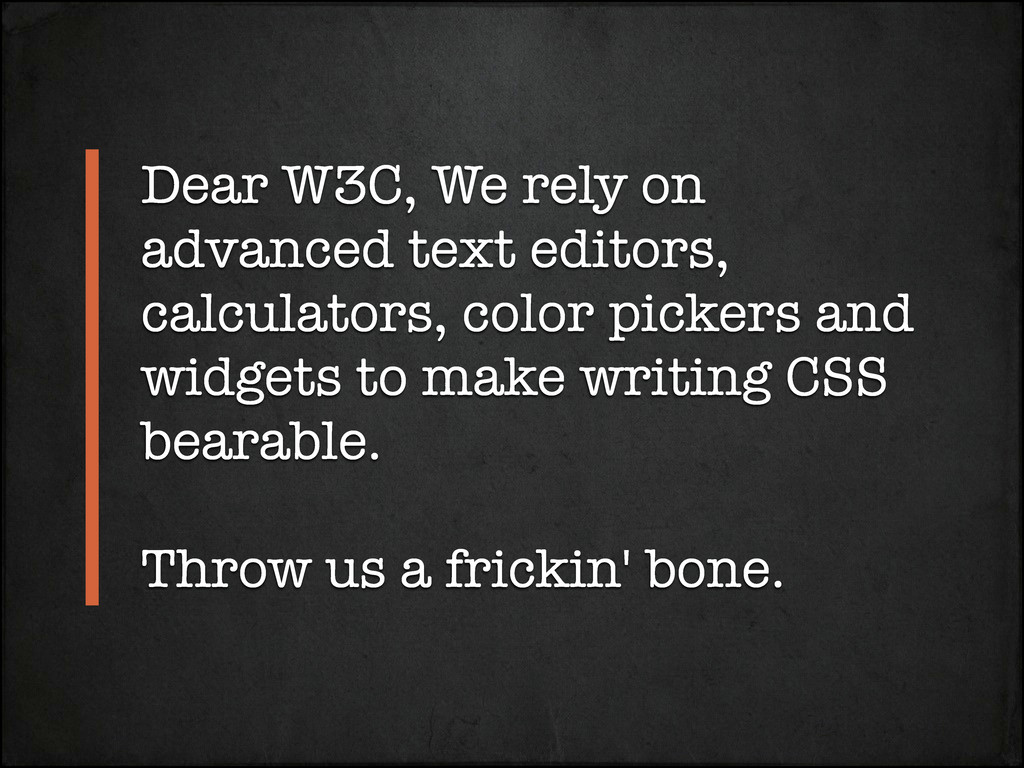 Dear W3C, We rely on
advanced text editors,
calculators, color pickers and
widgets to make writing CSS
bearable.
Throw us a frickin' bone.